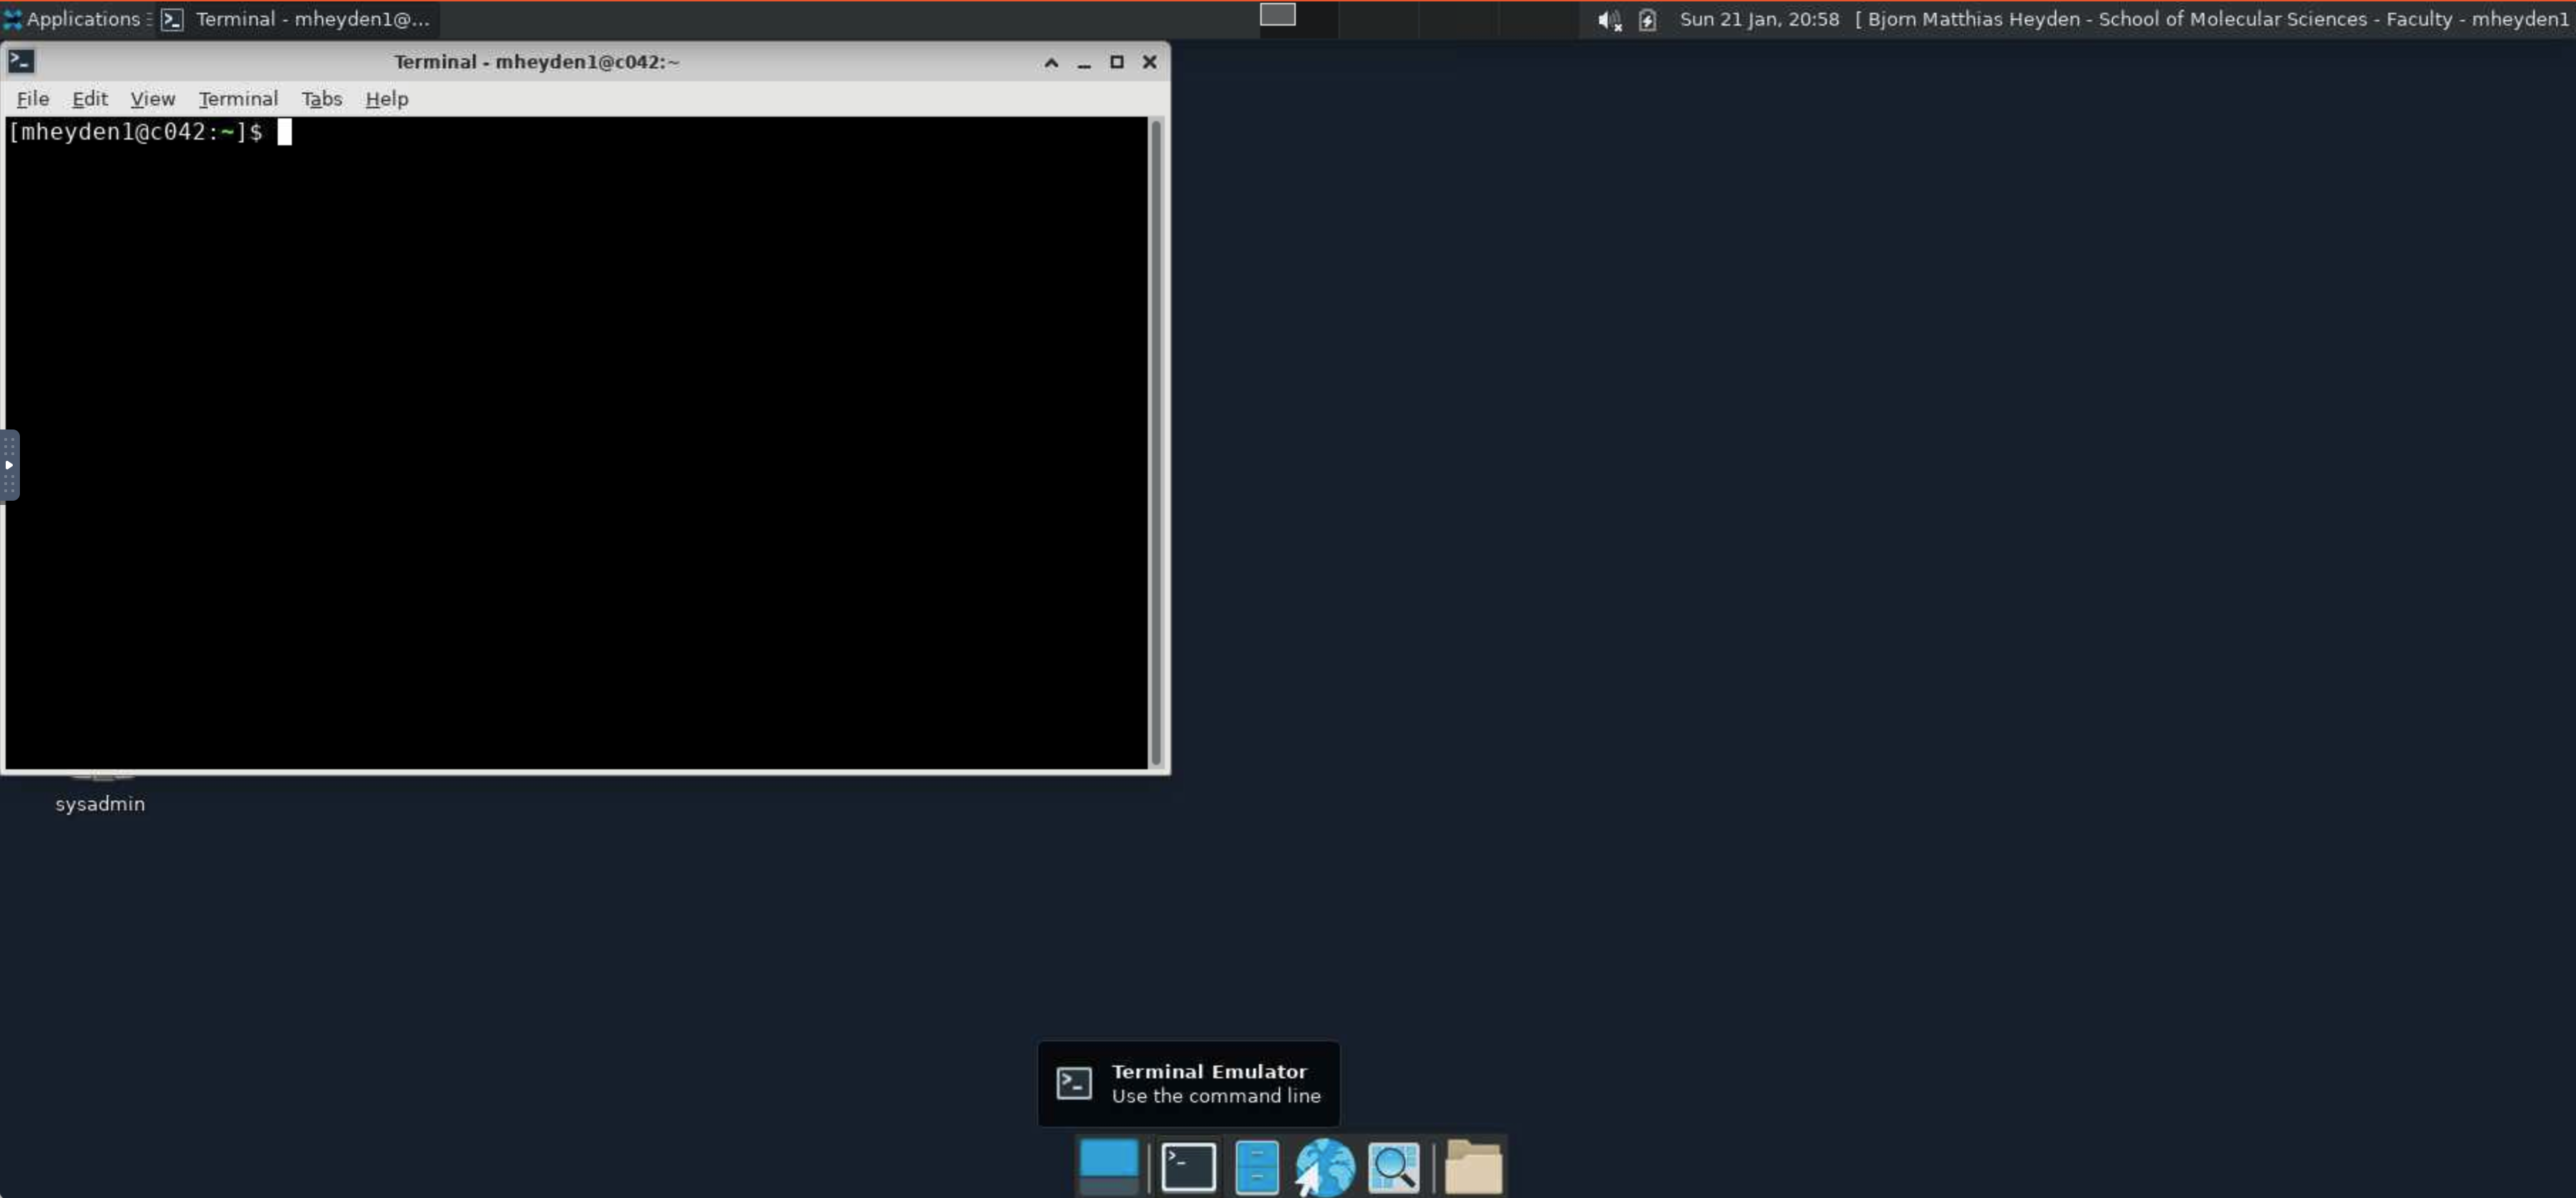 Applications Terminal - mheyden1@... Sun 21 Jan, 20:58 [ Bjorn Matthias Heyden - School of Molecular Sciences - Faculty - mheyden1
Terminal - mheyden1@c042:~
File Edit View Terminal Tabs Help
[mheyden1@c042:~]$
sysadmin
Terminal Emulator
Use the command line